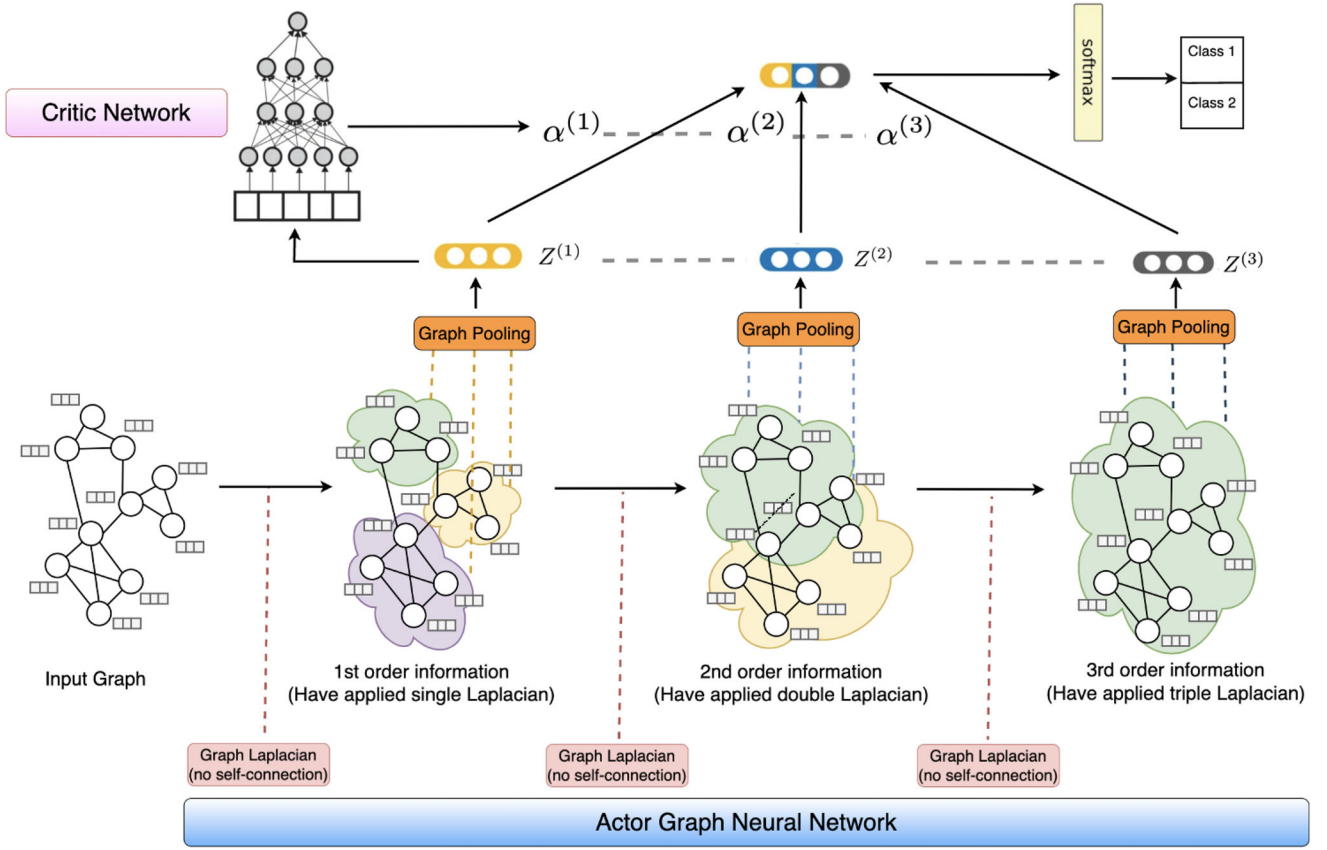 softmax
Class 1
Class 2
Critic Network
α^(1)
α^(2)
α^(3)
Z^(1)
Z^(2)
Z^(3)
Graph Pooling
Graph Pooling
Graph Pooling
Input Graph
1st order information
(Have applied single Laplacian)
2nd order information
(Have applied double Laplacian)
3rd order information
(Have applied triple Laplacian)
Graph Laplacian
(no self-connection)
Graph Laplacian
(no self-connection)
Graph Laplacian
(no self-connection)
Actor Graph Neural Network